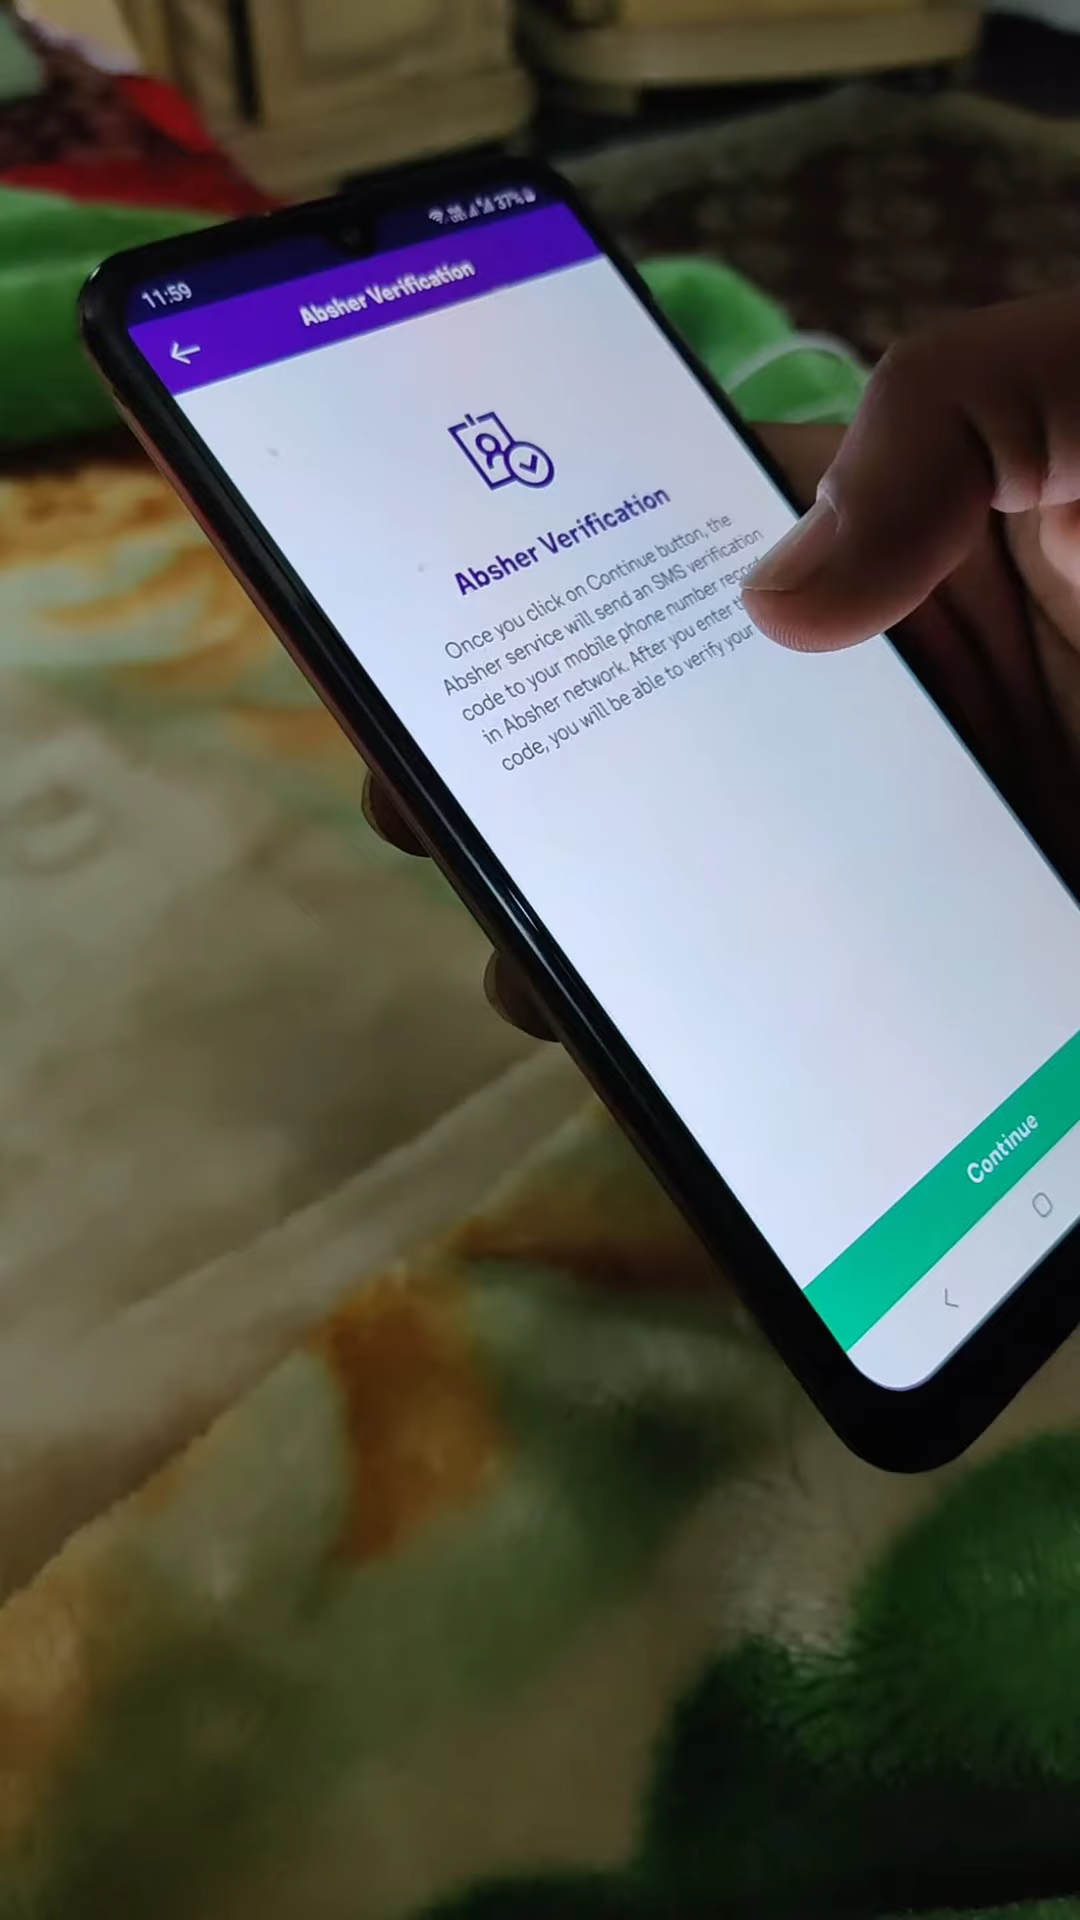 11:59
37%
Absher Verification
Absher Verification
Once you click on Continue button, the
Absher service will send an SMS verification
code to your mobile phone number
in Absher network. After you enter
code, you will be able to verify your
Continue